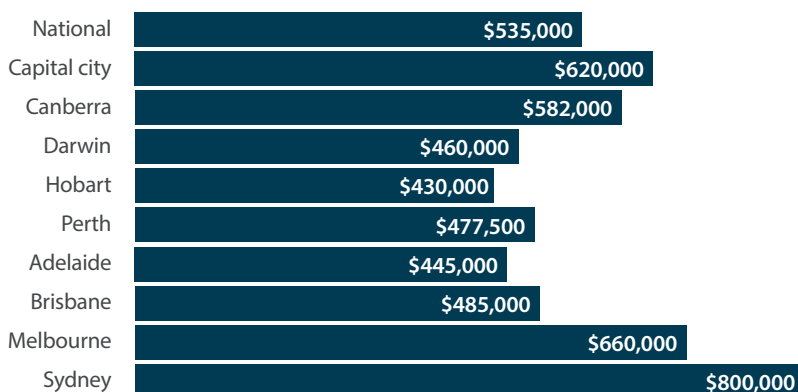 National $535,000
Capital city $620,000
Canberra $582,000
Darwin $460,000
Hobart $430,000
Perth $477,500
Adelaide $445,000
Brisbane $485,000
Melbourne $660,000
Sydney $800,000